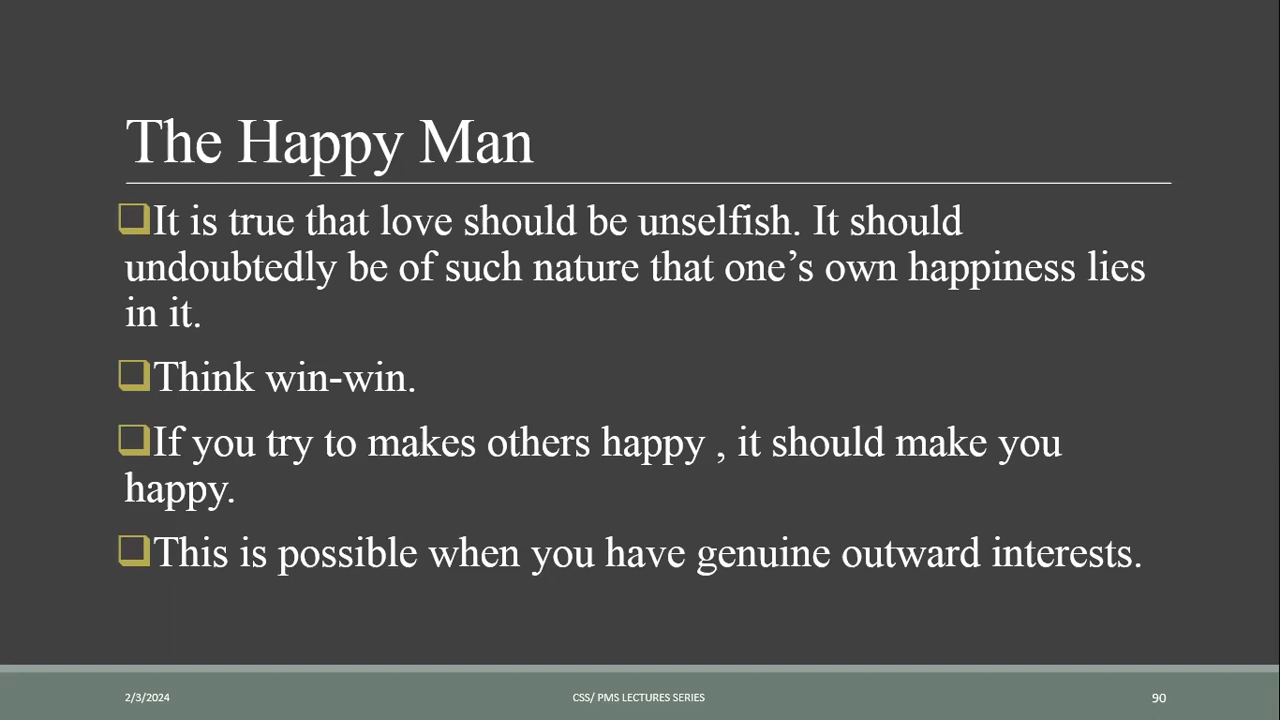 The Happy Man
❑It is true that love should be unselfish. It should
undoubtedly be of such nature that one’s own happiness lies
in it.
❑Think win-win.
❑If you try to makes others happy , it should make you
happy.
❑This is possible when you have genuine outward interests.
2/3/2024
CSS/ PMS LECTURES SERIES
90